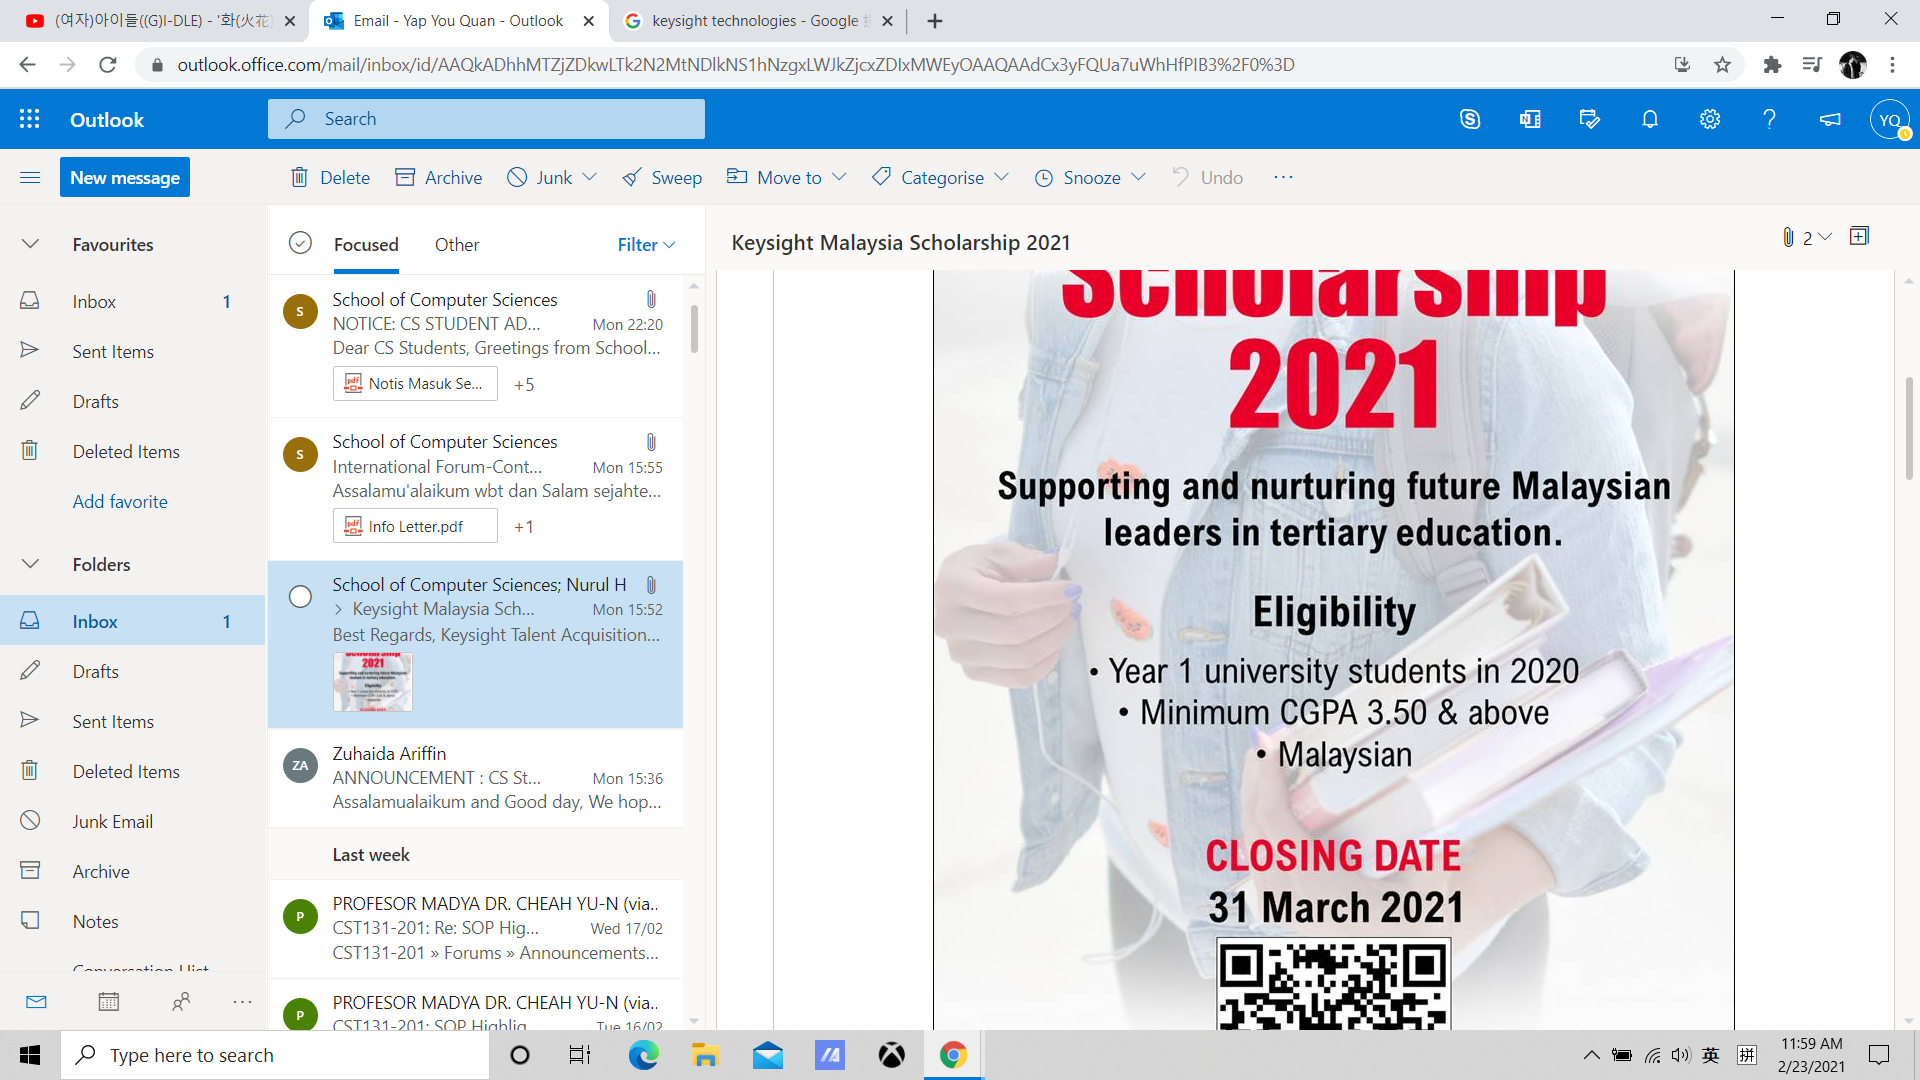 (여자)아이들((G)I-DLE) - '화(火花)
Email - Yap You Quan - Outlook
keysight technologies - Google
outlook.office.com/mail/inbox/id/AAQkADhhMTZjZDkwLTk2N2MtNDlkNS1hNzgxLWJkZjcxZDIxMWEyOAAQAAdCx3yFQUa7uWhHfPIB3%2F0%3D
Outlook
Search
YQ
New message
Delete
Archive
Junk
Sweep
Move to
Categorise
Snooze
Undo
Favourites
Inbox 1
Sent Items
Drafts
Deleted Items
Add favorite
Folders
Inbox 1
Drafts
Sent Items
Deleted Items
Junk Email
Archive
Notes
Conversation Hist
Focused
Other
Filter
S
School of Computer Sciences
NOTICE: CS STUDENT AD... Mon 22:20
Dear CS Students, Greetings from School...
pdf Notis Masuk Se... +5
S
School of Computer Sciences
International Forum-Cont... Mon 15:55
Assalamu'alaikum wbt dan Salam sejahte...
pdf Info Letter.pdf +1
School of Computer Sciences; Nurul H
Keysight Malaysia Sch... Mon 15:52
Best Regards, Keysight Talent Acquisition...
Scholarship
2021
ZA
Zuhaida Ariffin
ANNOUNCEMENT : CS St... Mon 15:36
Assalamualaikum and Good day, We hop...
Last week
P
PROFESOR MADYA DR. CHEAH YU-N (via..
CST131-201: Re: SOP Hig... Wed 17/02
CST131-201 » Forums » Announcements...
P
PROFESOR MADYA DR. CHEAH YU-N (via..
CST131-201: SOP Highlig... Tue 16/02
Keysight Malaysia Scholarship 2021
2
Scholarship
2021
Supporting and nurturing future Malaysian
leaders in tertiary education.
Eligibility
• Year 1 university students in 2020
• Minimum CGPA 3.50 & above
• Malaysian
CLOSING DATE
31 March 2021
Type here to search
英
拼
11:59 AM
2/23/2021